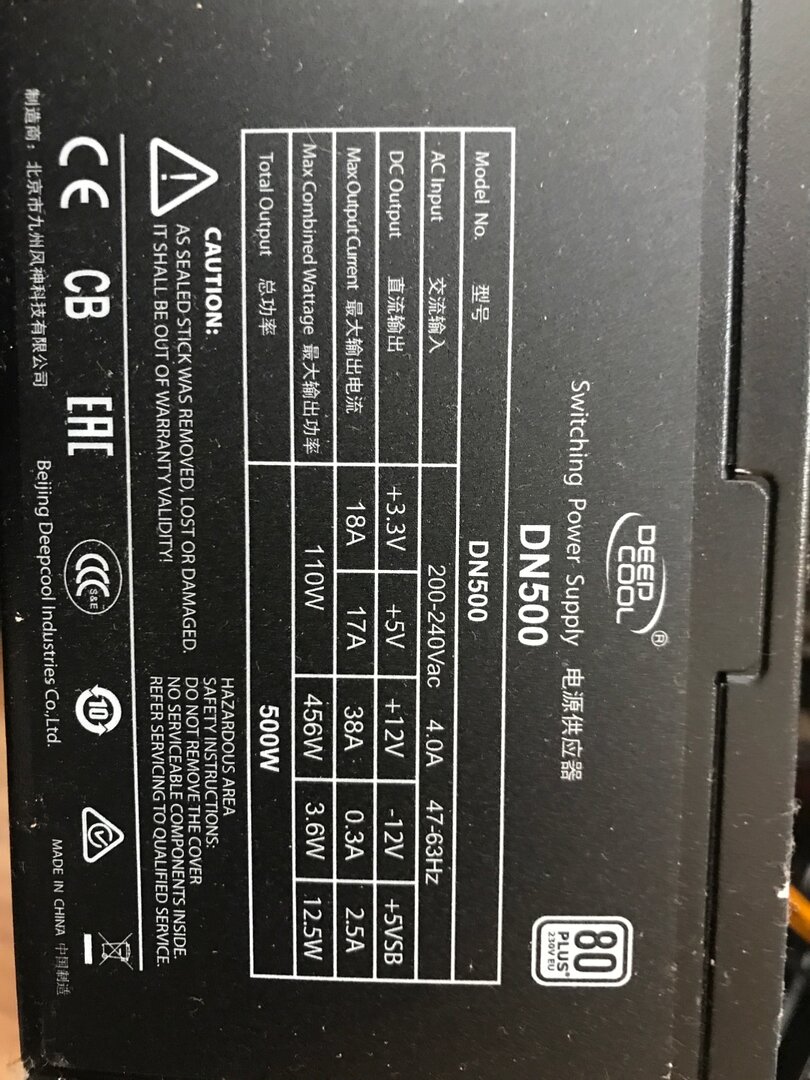 DEEP
COOL®
Switching Power Supply 电源供应器
DN500
80
PLUS®
230V EU
Model No. 型号 DN500
AC Input 交流输入 200-240Vac 4.0A 47-63Hz
DC Output 直流输出 +3.3V +5V +12V -12V +5VSB
Max Output Current 最大输出电流 18A 17A 38A 0.3A 2.5A
Max Combined Wattage 最大输出功率 110W 456W 3.6W 12.5W
Total Output 总功率 500W
CAUTION:
AS SEALED-STICK WAS REMOVED, LOST OR DAMAGED.
IT SHALL BE OUT OF WARRANTY VALIDITY!
HAZARDOUS AREA
SAFETY INSTRUCTIONS:
DO NOT REMOVE THE COVER
NO SERVICEABLE COMPONENTS INSIDE.
REFER SERVICING TO QUALIFIED SERVICE.
CE CB EAC CCC S&E 10
制造商：北京市九州风神科技有限公司 Beijing Deepcool Industries Co.,Ltd. MADE IN CHINA 中国制造